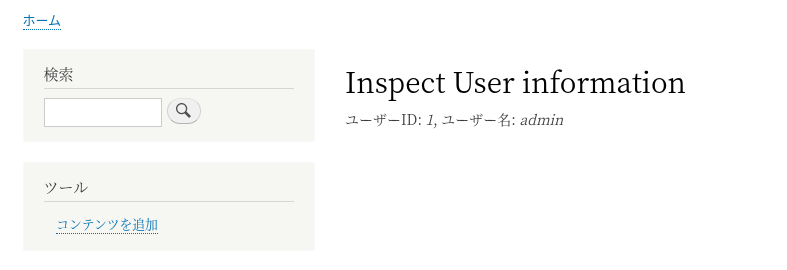 ホーム
検索
Inspect User information
ユーザーID: 1, ユーザー名: admin
ツール
コンテンツを追加